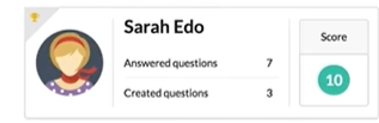 Sarah Edo
Answered questions 7
Created questions 3
Score
10